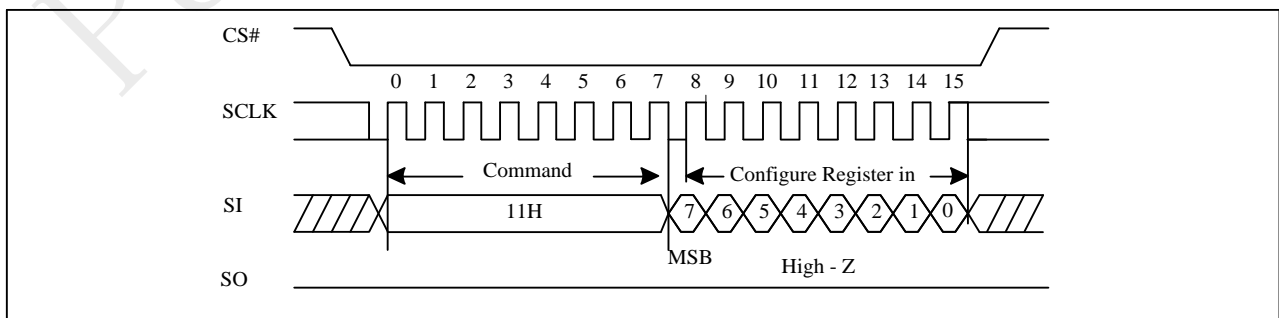 CS#
0 1 2 3 4 5 6 7 8 9 10 11 12 13 14 15
SCLK
Command Configure Register in
SI 11H 7 6 5 4 3 2 1 0
MSB High - Z
SO